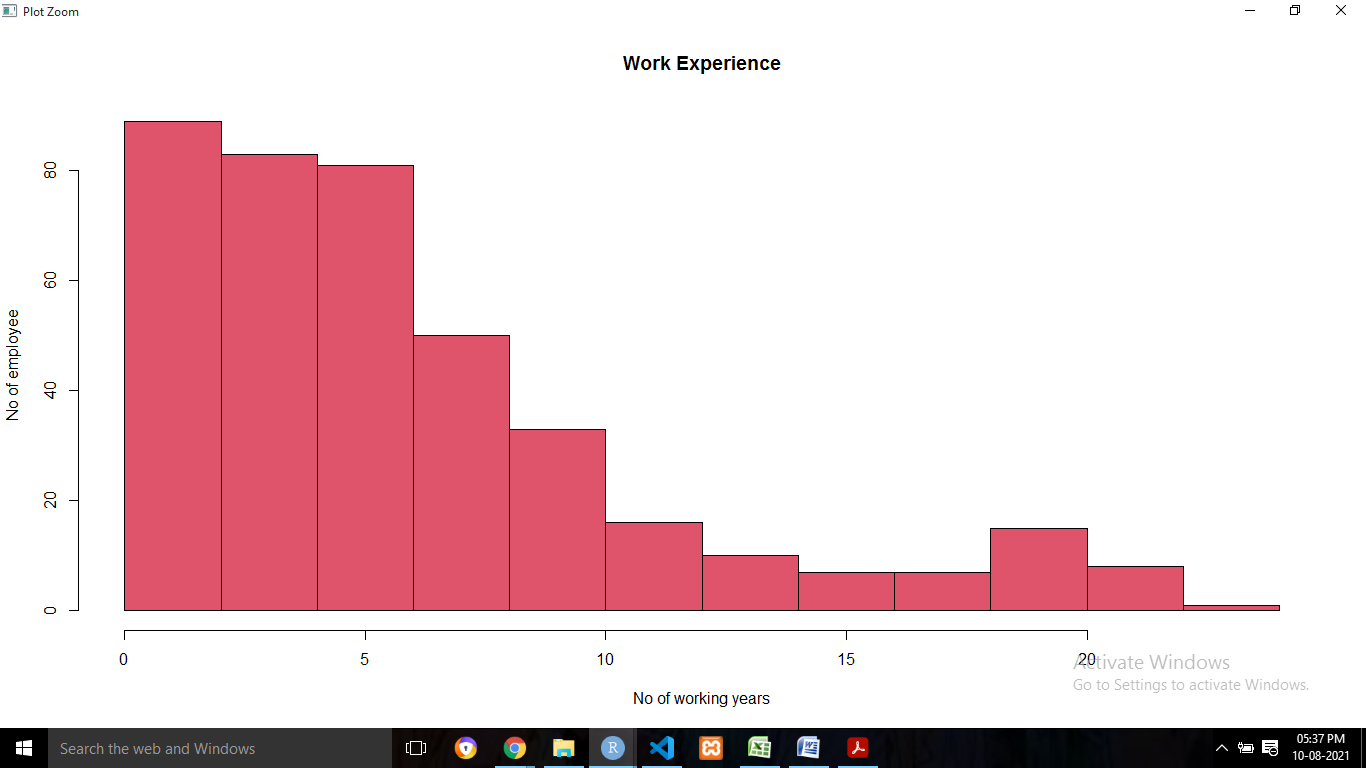 Plot Zoom
Work Experience
No of employee
80
60
40
20
0
0 5 10 15 20
No of working years
Activate Windows
Go to Settings to activate Windows.
Search the web and Windows
R
05:37 PM
10-08-2021